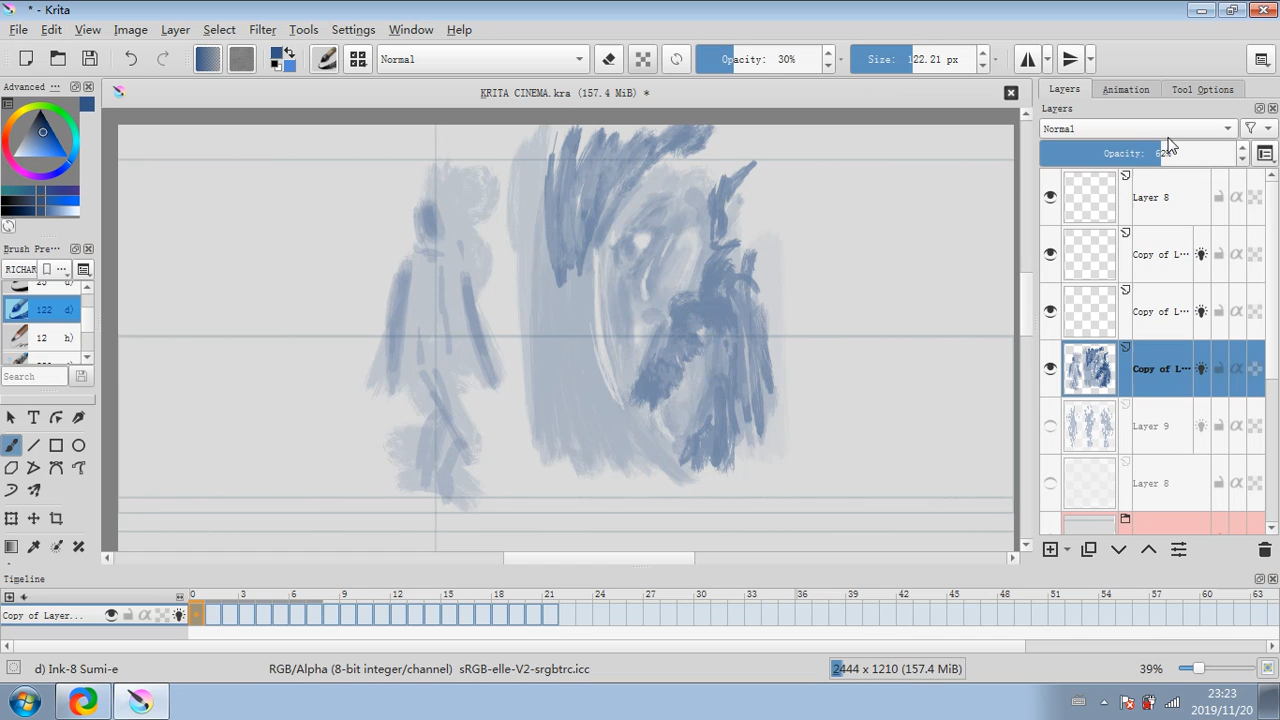 * - Krita
File Edit View Image Layer Select Filter Tools Settings Window Help
Normal Opacity: 30% Size: 122.21 px
Advanced ···
KRITA CINEMA.kra (157.4 MiB) *
Layers Animation Tool Options
Layers
Normal
Opacity: 62%
Layer 8
Brush Pre···
RICHAR ···
Copy of L···
122 d)
Copy of L···
12 h)
Copy of L···
Search
Layer 9
Layer 8
Timeline
0 3 6 9 12 15 18 21 24 27 30 33 36 39 42 45 48 51 54 57 60 63
Copy of Layer...
d) Ink-8 Sumi-e RGB/Alpha (8-bit integer/channel) sRGB-elle-V2-srgbtrc.icc 2444 x 1210 (157.4 MiB) 39%
23:23
2019/11/20